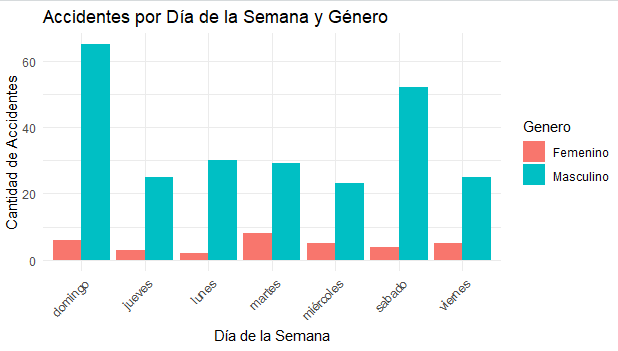 Accidentes por Día de la Semana y Género
Cantidad de Accidentes
60
40
20
0
domingo
jueves
lunes
martes
miércoles
sabado
viernes
Día de la Semana
Genero
Femenino
Masculino